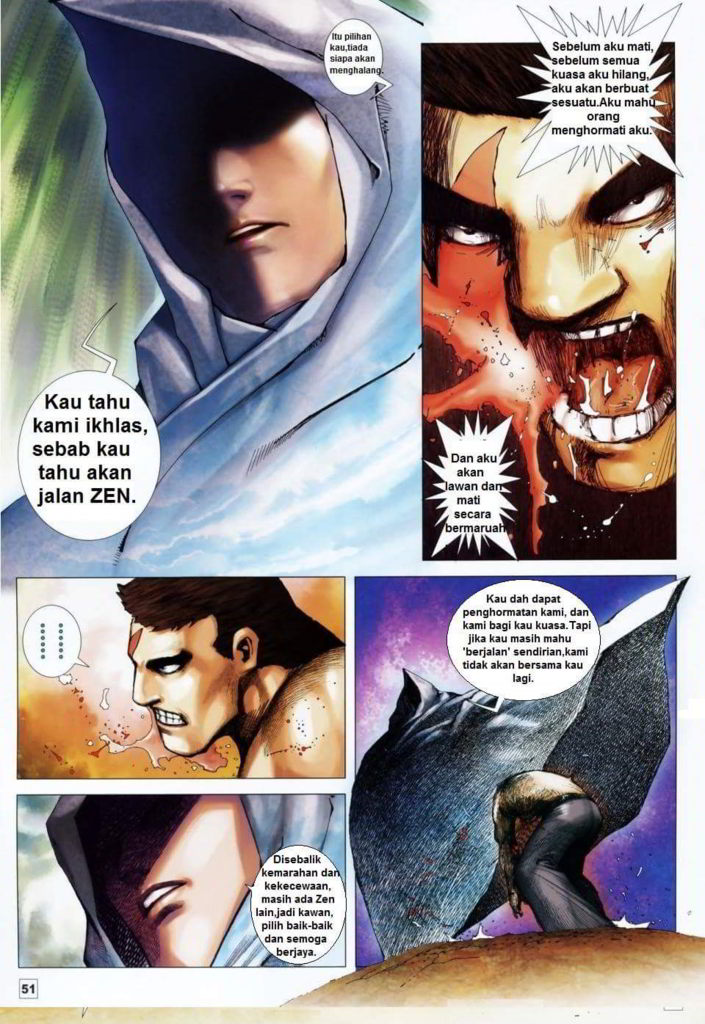 Itu pilihan
kau,tiada
siapa akan
menghalang.
Kau tahu
kami ikhlas,
sebab kau
tahu akan
jalan ZEN.
Sebelum aku mati,
sebelum semua
kuasa aku hilang,
aku akan berbuat
sesuatu.Aku mahu
orang
menghormati aku.
Dan aku
akan
lawan dan
mati
secara
bermaruah
Kau dah dapat
penghormatan kami, dan
kami bagi kau kuasa.Tapi
jika kau masih mahu
'berjalan' sendirian,kami
tidak akan bersama kau
lagi.
Disebalik
kemarahan dan
kekecewaan,
masih ada Zen
lain,jadi kawan,
pilih baik-baik
dan semoga
berjaya.
51